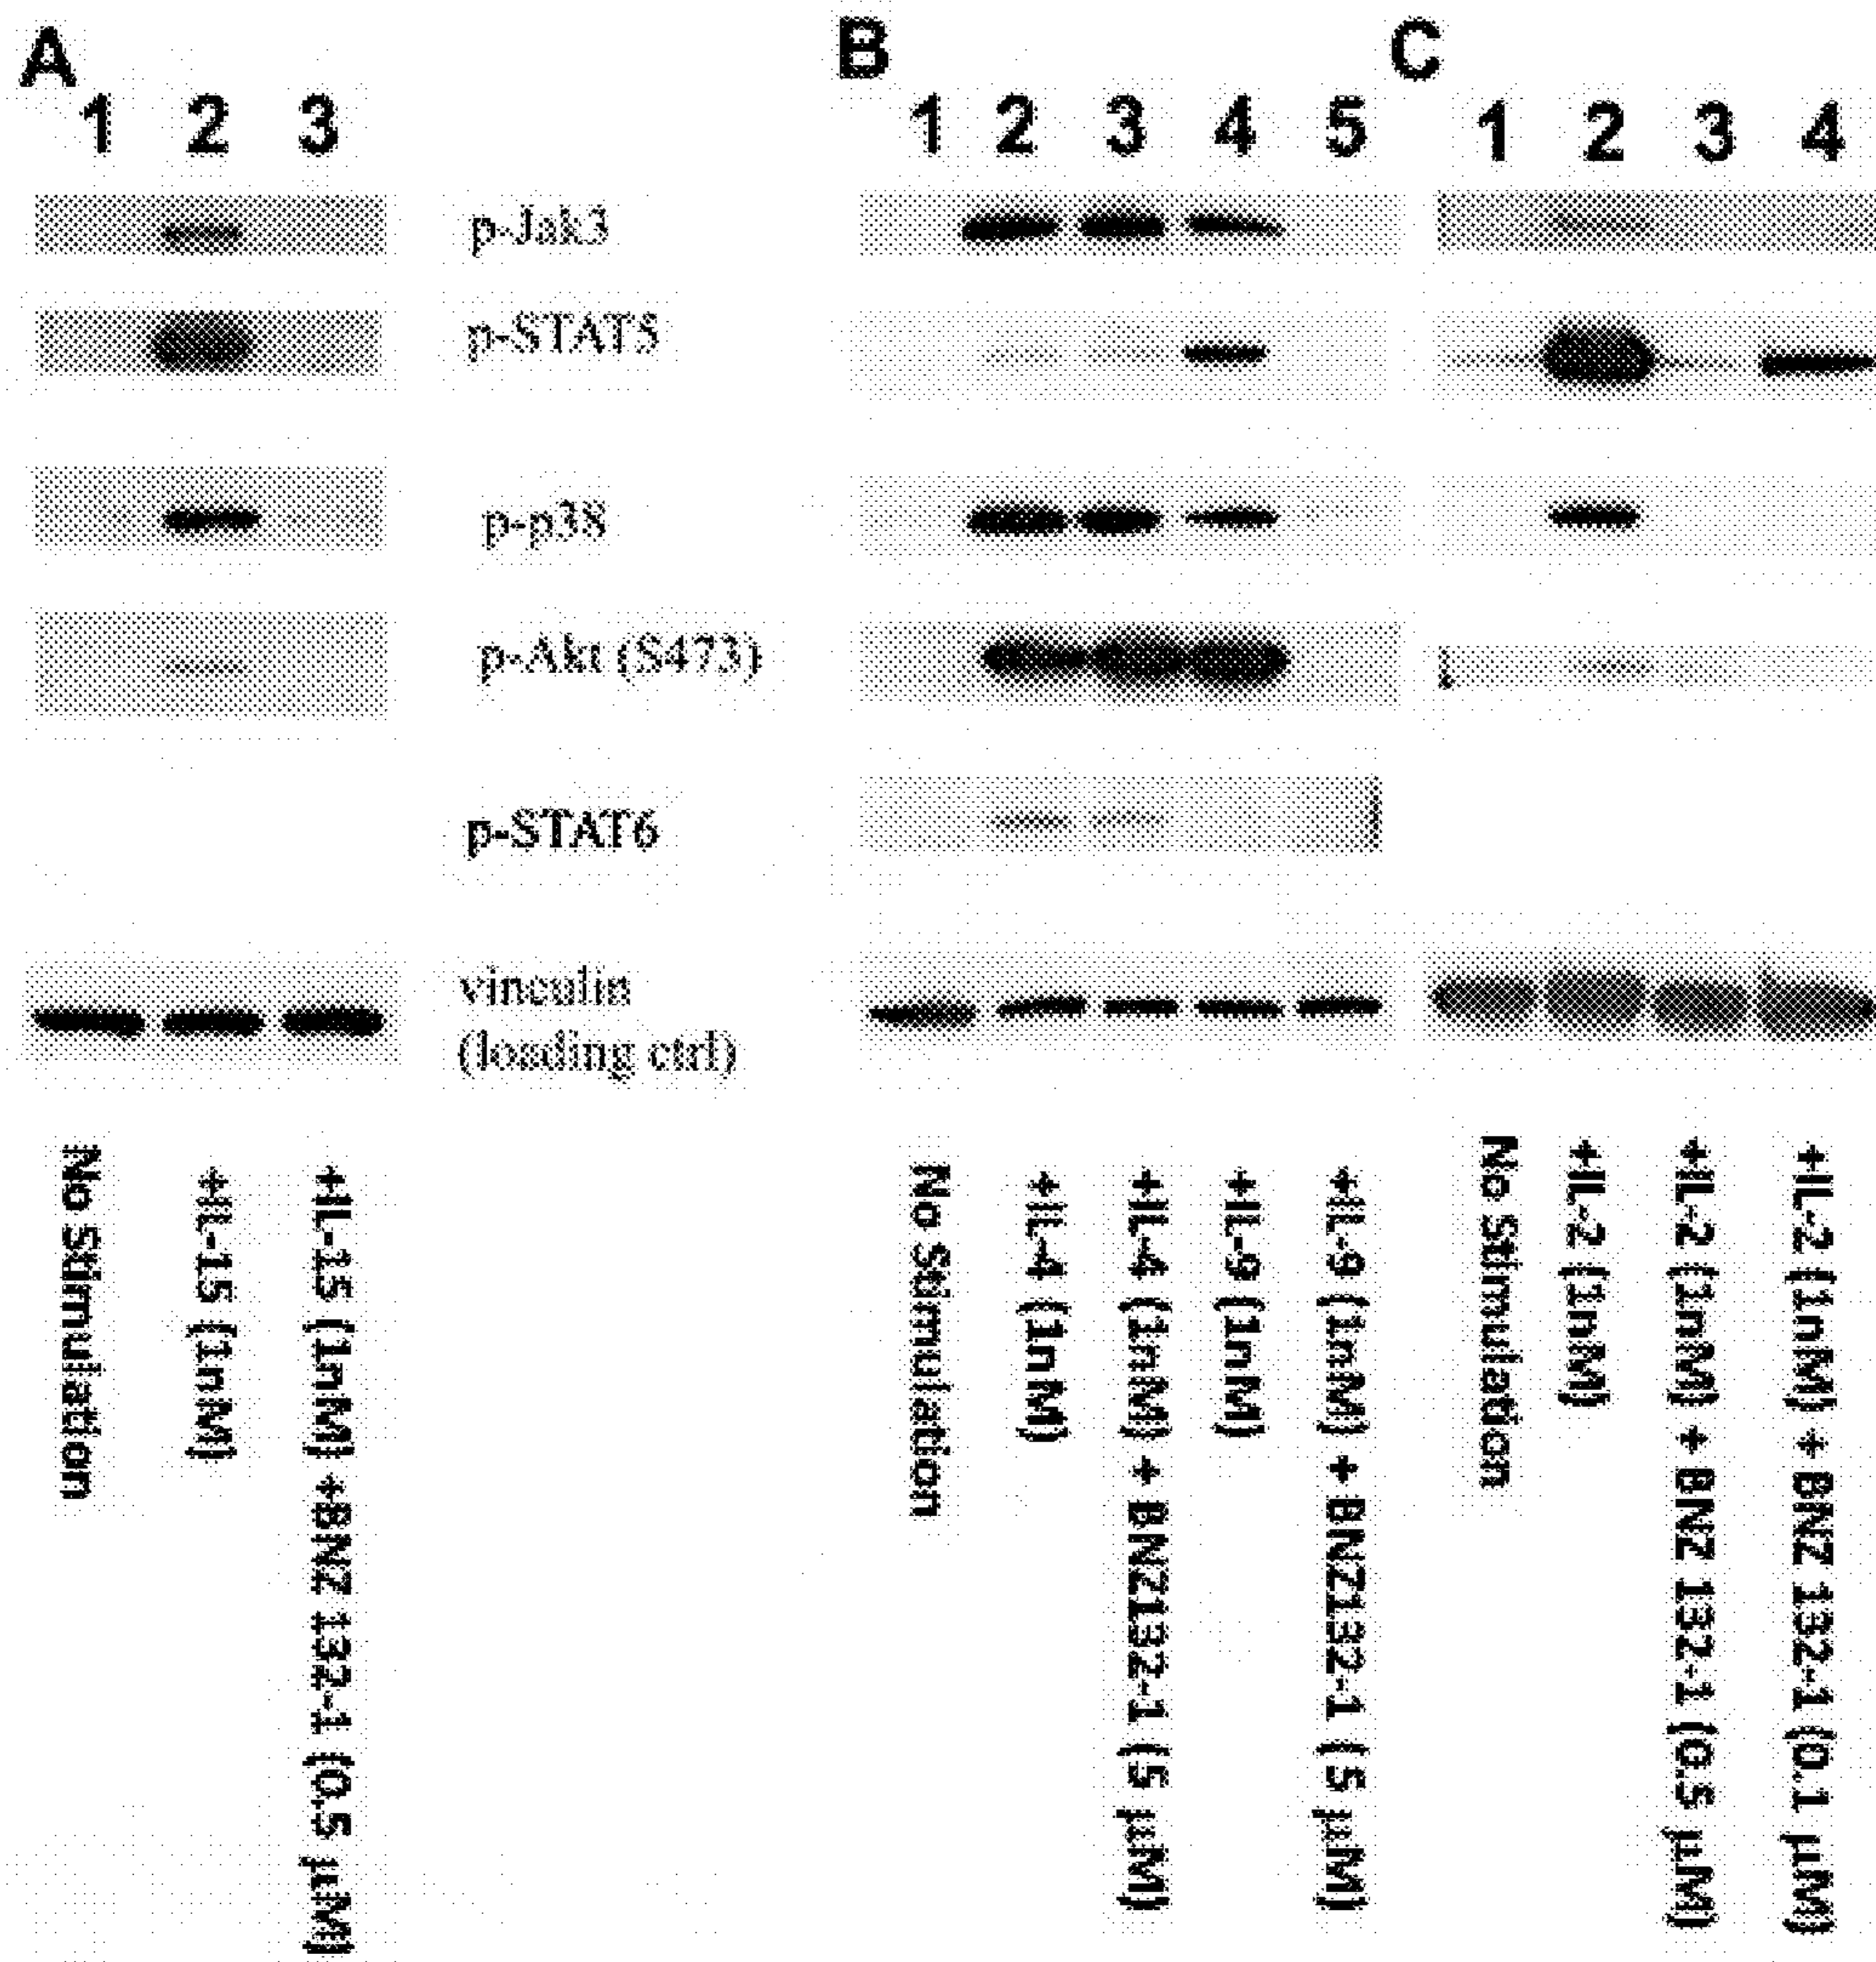 A
B
C
1 2 3
1 2 3 4 5
1 2 3 4
p-Jak3
p-STAT5
p-p38
p-Akt (S473)
p-STAT6
vinculin
(loading ctrl)
No Stimulation
+IL-15 (1nM)
+IL-15 (1nM) +BNZ 132-1 (0.5 µM)
No Stimulation
+IL-4 (1nM)
+IL-4 (1nM) + BNZ132-1 (5 µM)
+IL-9 (1nM)
+IL-9 (1nM) + BNZ132-1 (5 µM)
No Stimulation
+IL-2 (1nM)
+IL-2 (1nM) + BNZ 132-1 (0.5 µM)
+IL-2 (1nM) + BNZ 132-1 (0.1 µM)